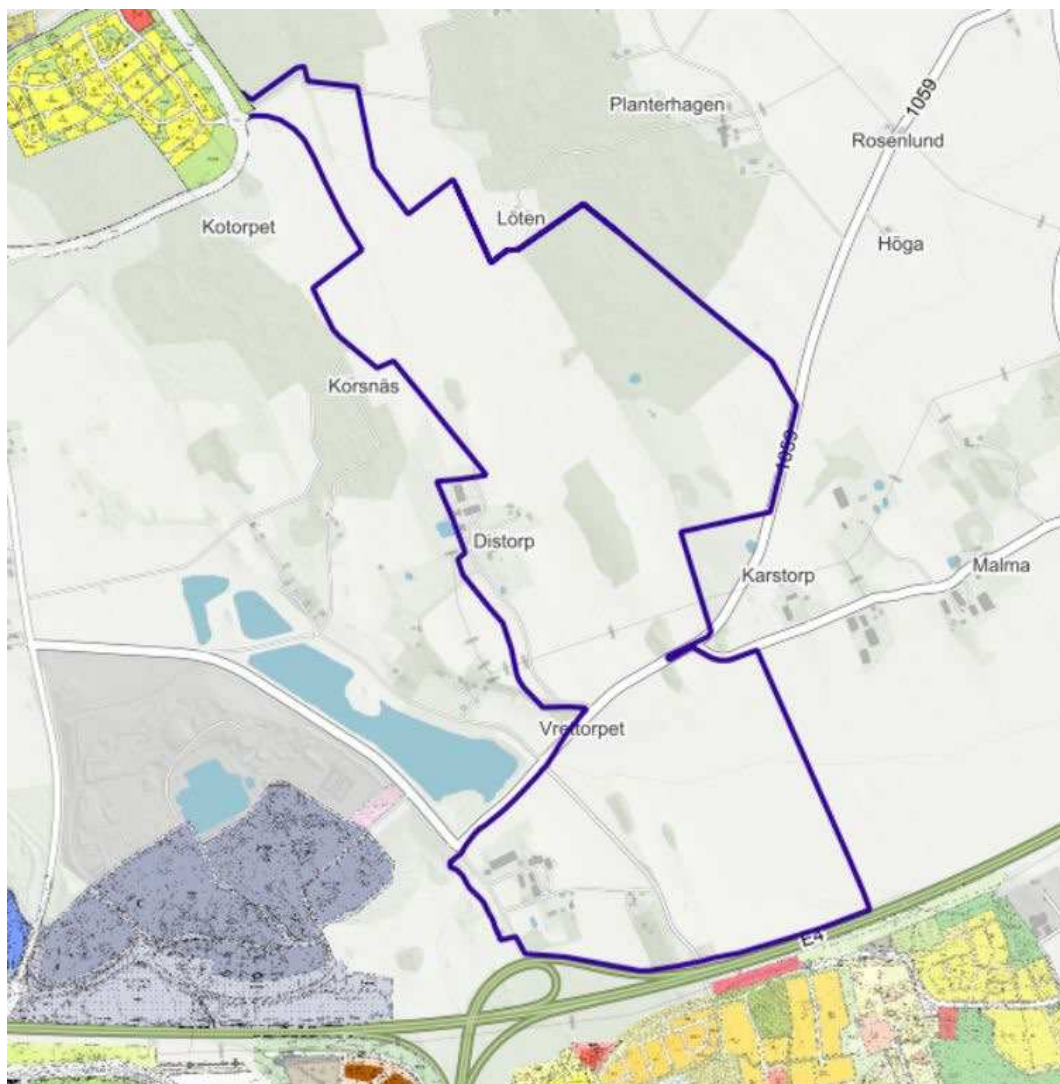 Planterhagen
1059
Rosenlund
Löten
Kotorpet
Höga
Korsnäs
1059
Distorp
Karstorp
Malma
Vrettorpet
E4